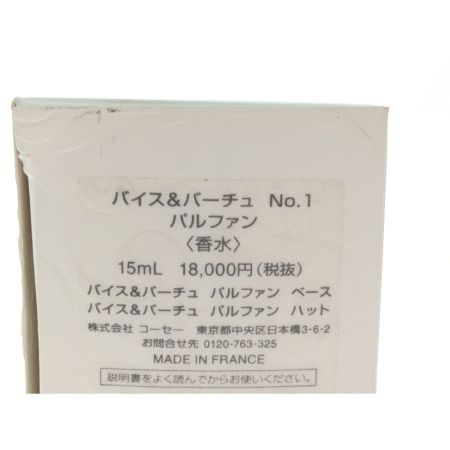 バイス&バーチュ No.1
パルファン
〈香水〉
15mL 18,000円(税抜)
バイス&バーチュ パルファン ベース
バイス&バーチュ パルファン ハット
株式会社 コーセー 東京都中央区日本橋3-6-2
お問合せ先 0120-763-325
MADE IN FRANCE
説明書をよく読んでからお使いください。